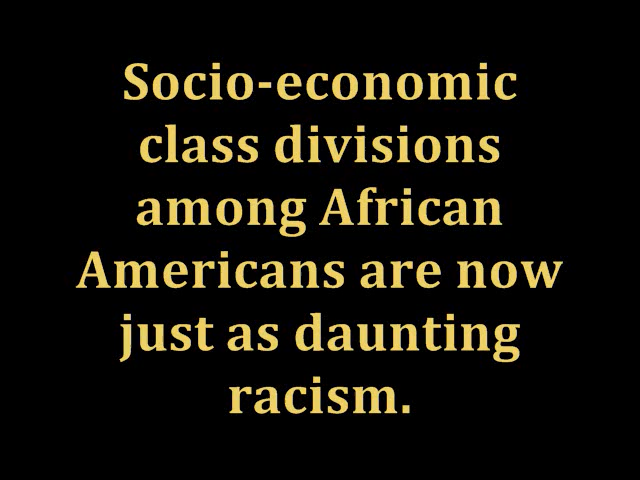 Socio-economic
class divisions
among African
Americans are now
just as daunting
racism.